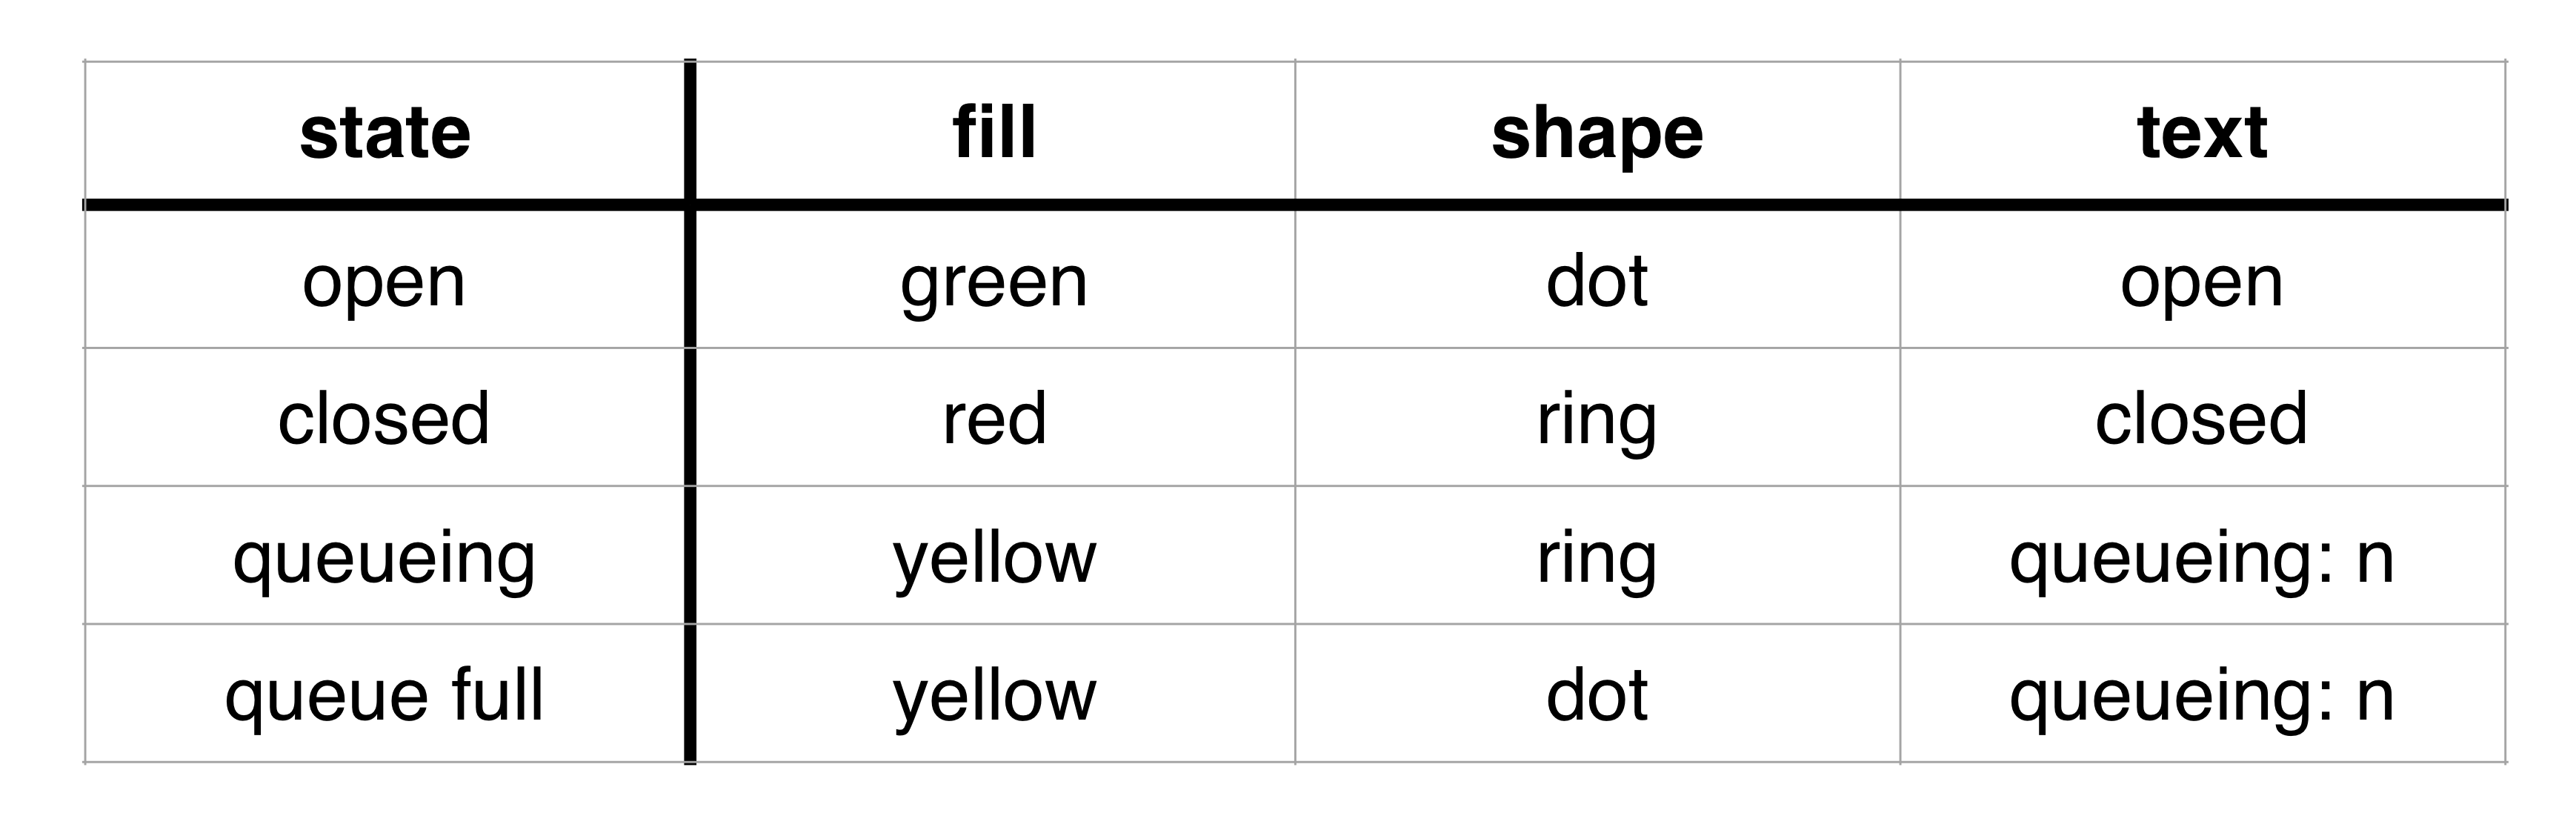 state fill shape text
open green dot open
closed red ring closed
queueing yellow ring queueing: n
queue full yellow dot queueing: n